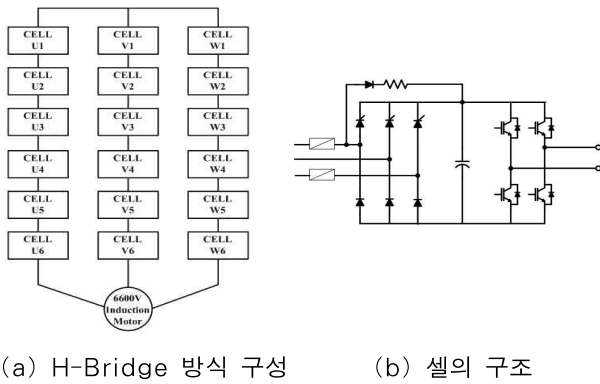 CELL U1
CELL V1
CELL W1
CELL U2
CELL V2
CELL W2
CELL U3
CELL V3
CELL W3
CELL U4
CELL V4
CELL W4
CELL U5
CELL V5
CELL W5
CELL U6
CELL V6
CELL W6
6600V
Induction
Motor
(a) H-Bridge 방식 구성
(b) 셀의 구조